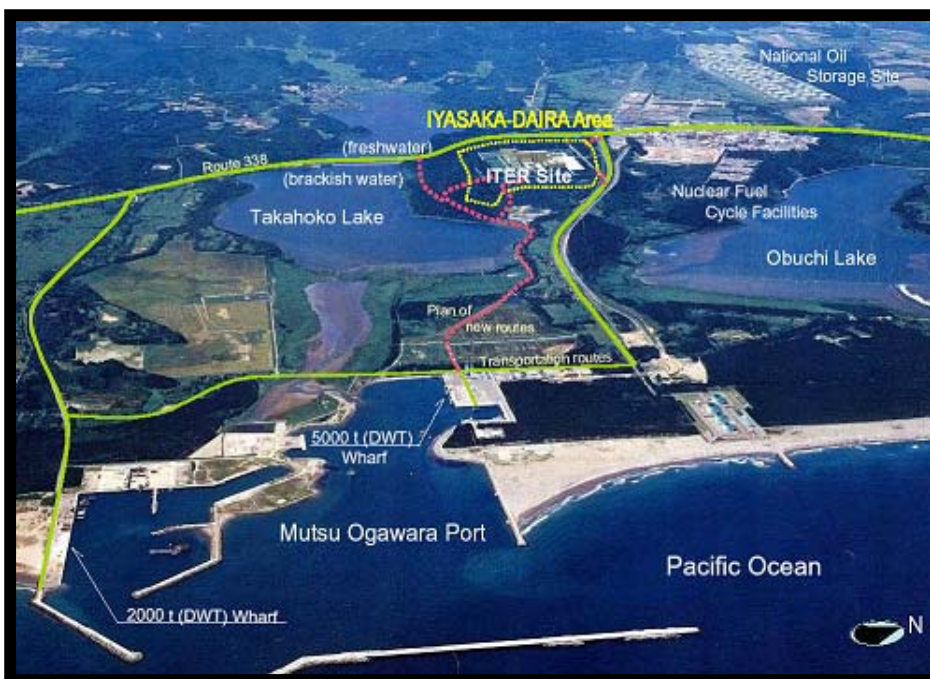 National Oil
Storage Site
IYASAKA-DAIRA Area
(freshwater)
Route 338
(brackish water)
ITER Site
Takahoko Lake
Nuclear Fuel
Cycle Facilities
Obuchi Lake
Plan of
new routes
Transportation routes
5000 t (DWT)
Wharf
Mutsu Ogawara Port
Pacific Ocean
2000 t (DWT) Wharf
N